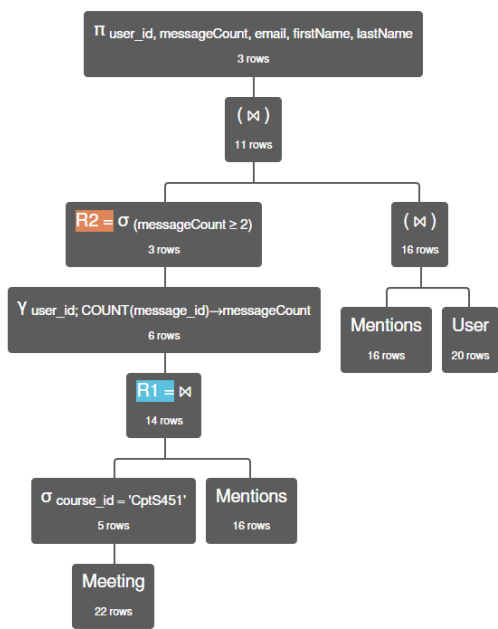 π user_id, messageCount, email, firstName, lastName
3 rows
( ⋈ )
11 rows
R2 = σ (messageCount ≥ 2)
3 rows
( ⋈ )
16 rows
γ user_id; COUNT(message_id)→messageCount
6 rows
Mentions
16 rows
User
20 rows
R1 = ⋈
14 rows
σ course_id = 'CptS451'
5 rows
Mentions
16 rows
Meeting
22 rows